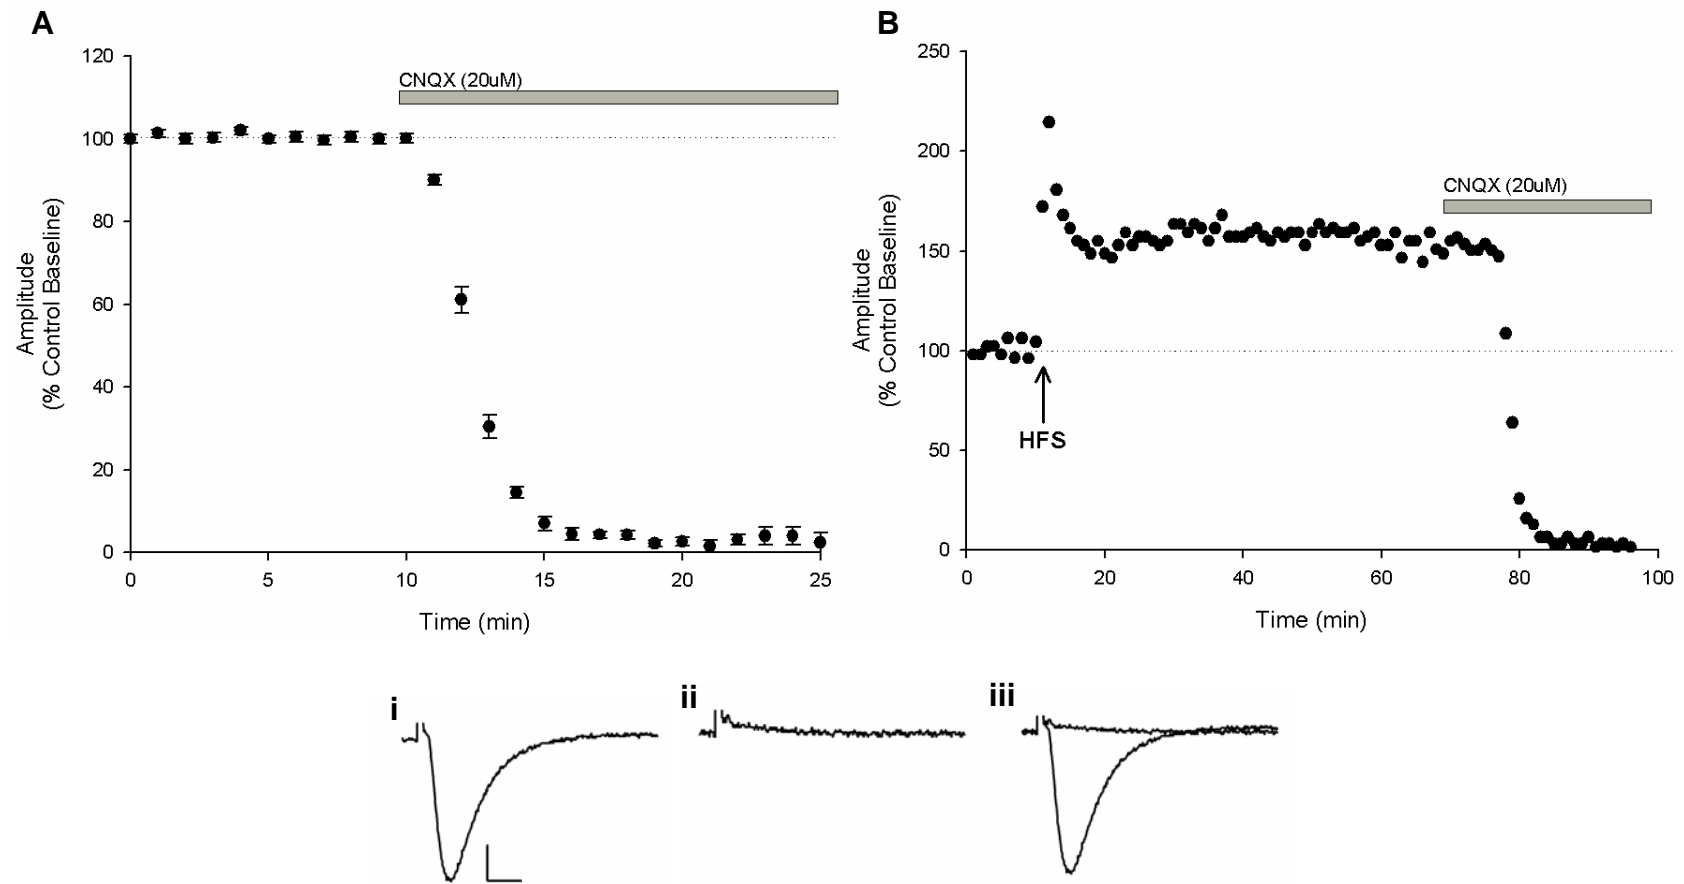 A
120
100
80
60
40
20
0
0 5 10 15 20 25
CNQX (20uM)
Amplitude
(% Control Baseline)
Time (min)
B
250
200
150
100
50
0
0 20 40 60 80 100
CNQX (20uM)
HFS
Amplitude
(% Control Baseline)
Time (min)
i
ii
iii